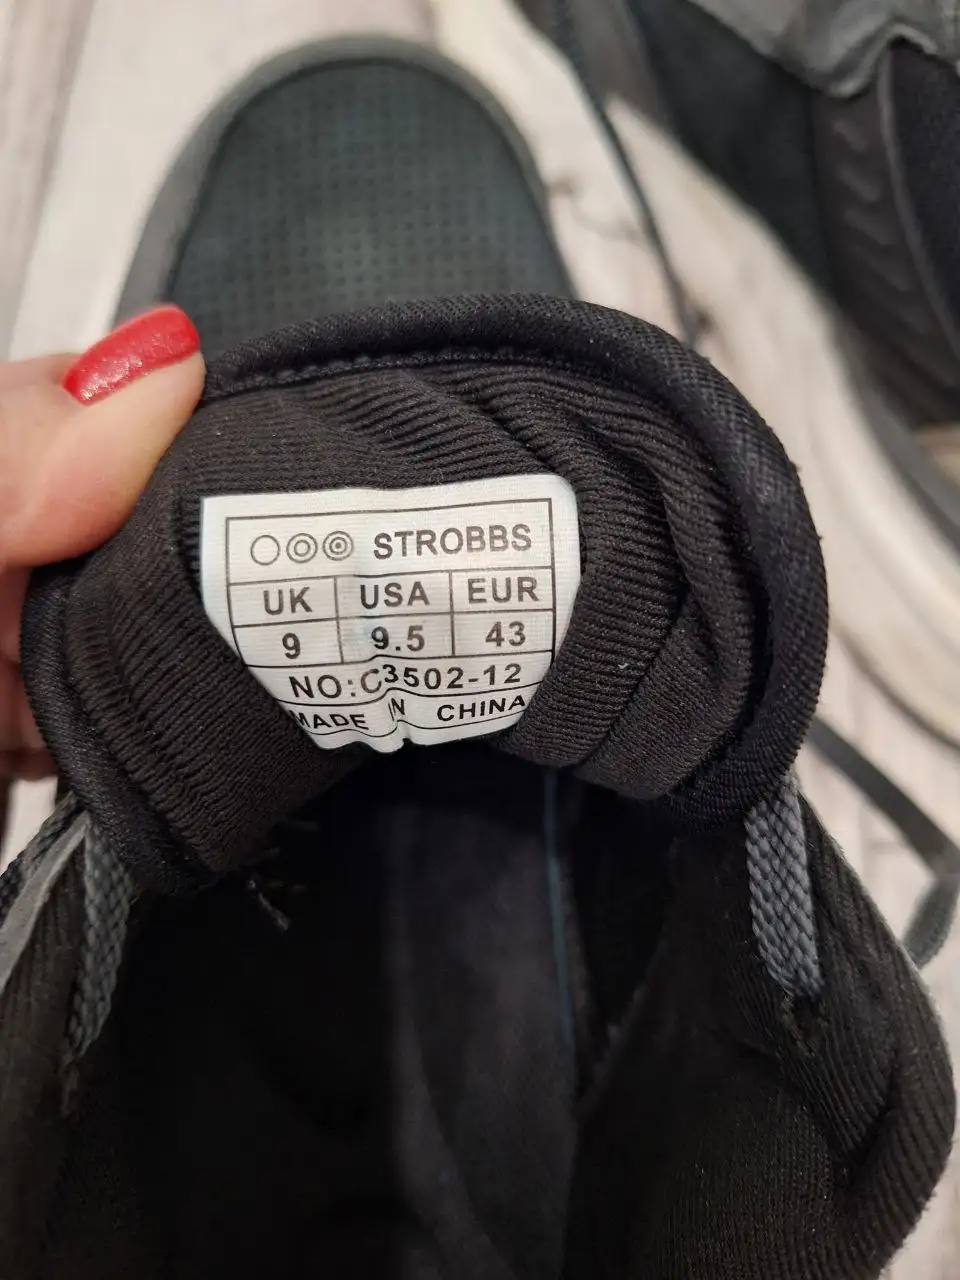 STROBBS
UK USA EUR
9 9.5 43
NO:C3502-12
MADE IN CHINA